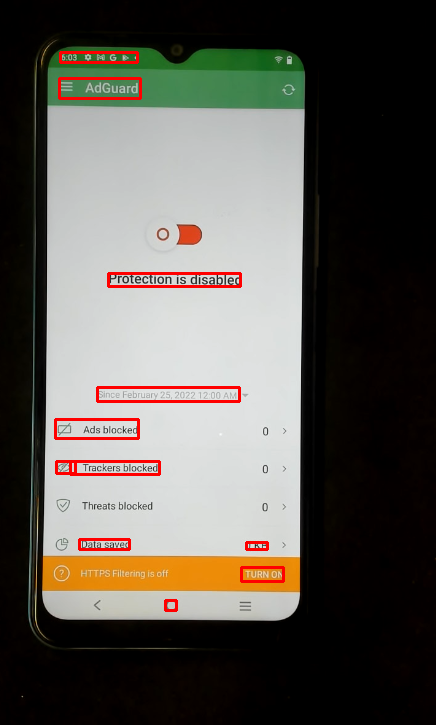 6:03
AdGuard
Protection is disabled
Since February 25, 2022 12:00 AM
Ads blocked 0
Trackers blocked 0
Threats blocked 0
Data saved
HTTPS Filtering is off TURN ON